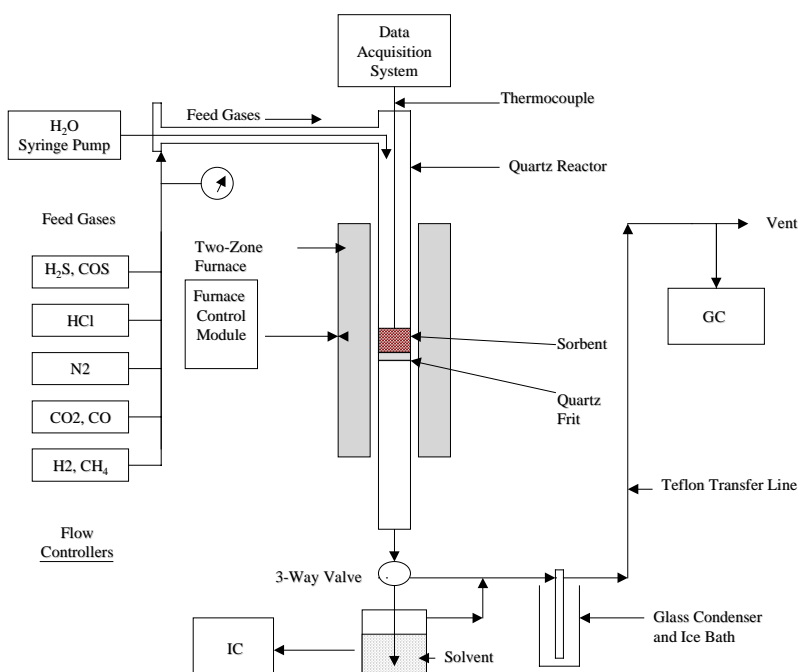 Data
Acquisition
System
Thermocouple
Feed Gases
H₂O
Syringe Pump
Quartz Reactor
Feed Gases
Vent
Two-Zone
Furnace
H₂S, COS
Furnace
Control
Module
GC
HCl
Sorbent
N2
Quartz
Frit
CO2, CO
H2, CH₄
Teflon Transfer Line
Flow
Controllers
3-Way Valve
Glass Condenser
and Ice Bath
IC
Solvent